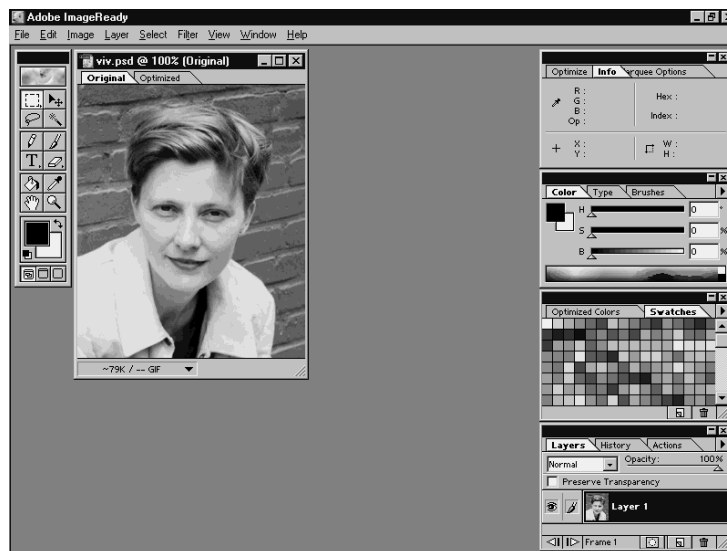 Adobe ImageReady
File Edit Image Layer Select Filter View Window Help
viv.psd @ 100% (Original)
Original Optimized
~79K / -- GIF
T
Optimize Info arquee Options
R :
G :
B :
Op :
Hex :
Index :
X :
Y :
W :
H :
Color Type Brushes
H 0 °
S 0 %
B 0 %
Optimized Colors Swatches
Layers History Actions
Normal Opacity: 100%
Preserve Transparency
Layer 1
Frame 1